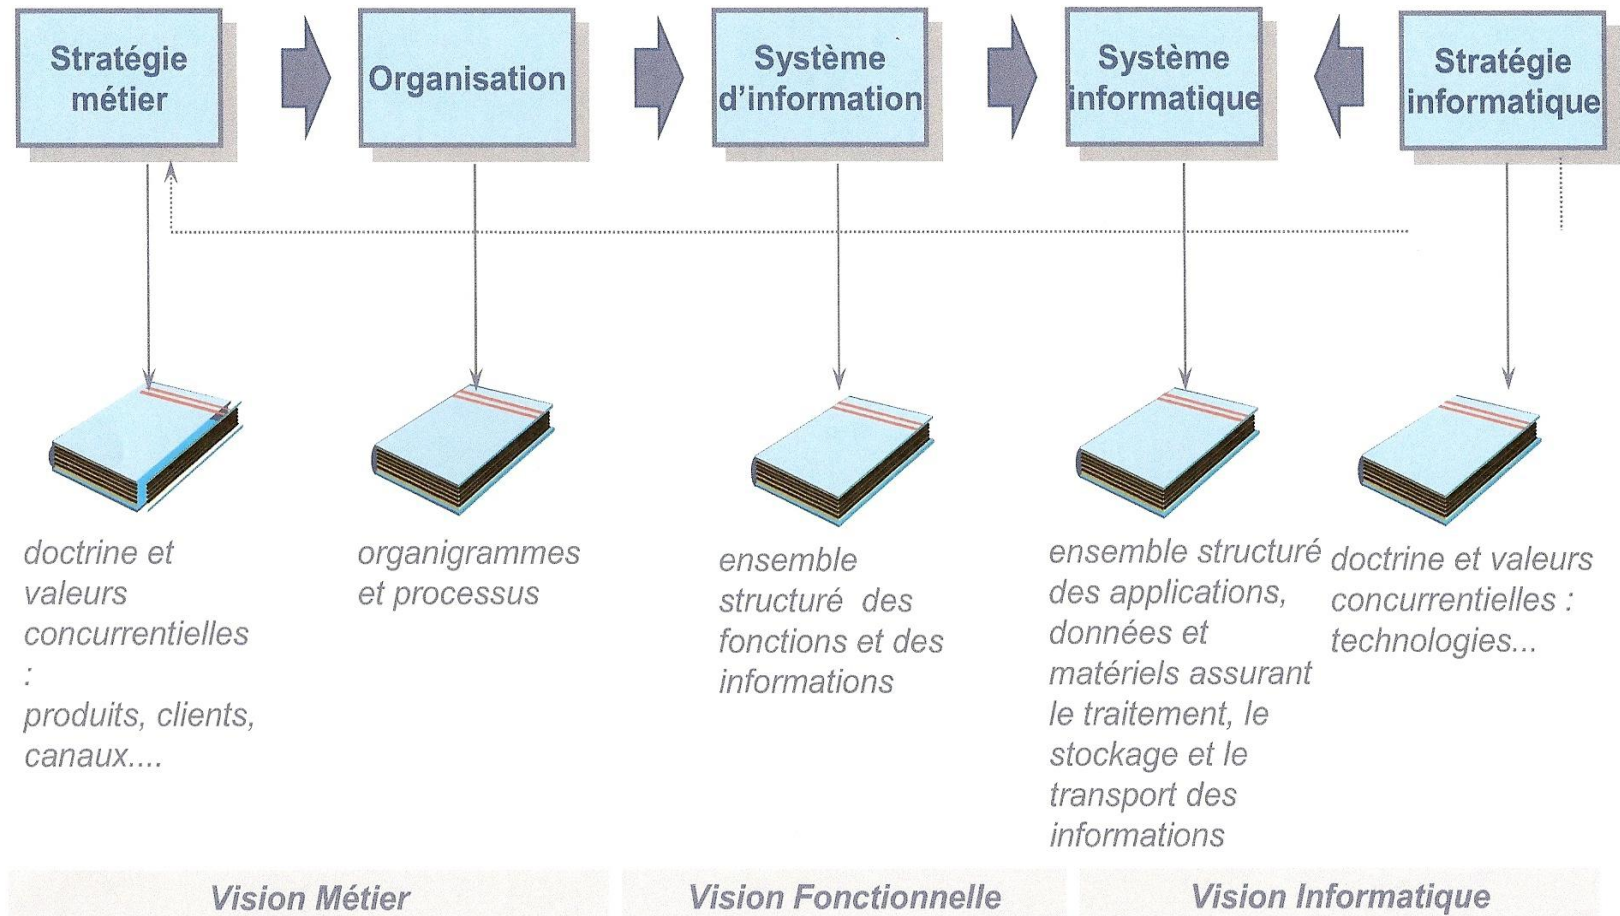 Stratégie
métier
Organisation
Système
d'information
Système
informatique
Stratégie
informatique
doctrine et
valeurs
concurrentielles
:
produits, clients,
canaux....
organigrammes
et processus
ensemble
structuré des
fonctions et des
informations
ensemble structuré
des applications,
données et
matériels assurant
le traitement, le
stockage et le
transport des
informations
doctrine et valeurs
concurrentielles :
technologies...
Vision Métier
Vision Fonctionnelle
Vision Informatique